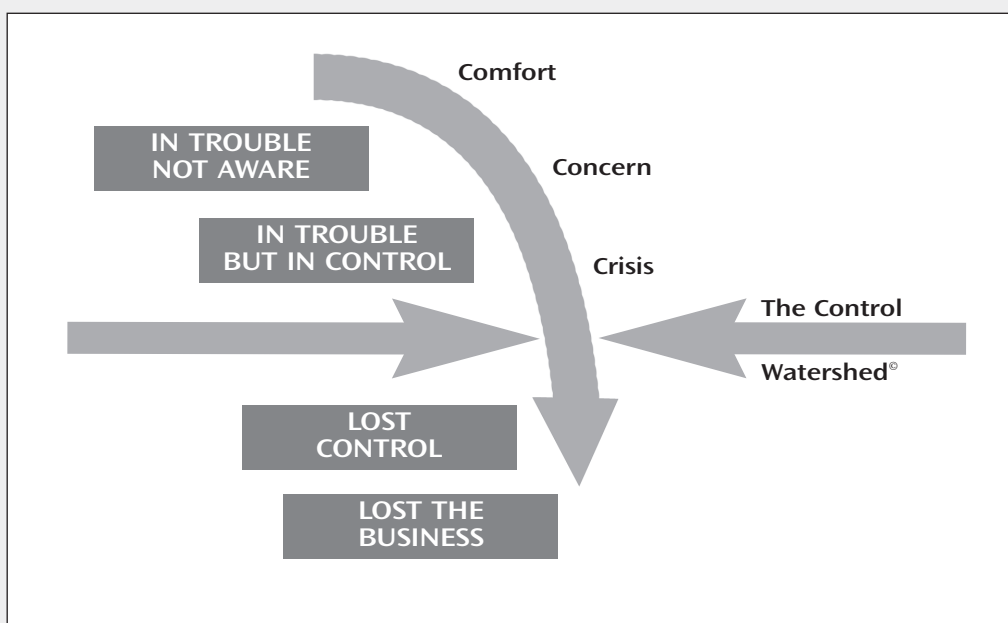 Comfort
IN TROUBLE
NOT AWARE
Concern
IN TROUBLE
BUT IN CONTROL
Crisis
The Control
Watershed©
LOST
CONTROL
LOST THE
BUSINESS